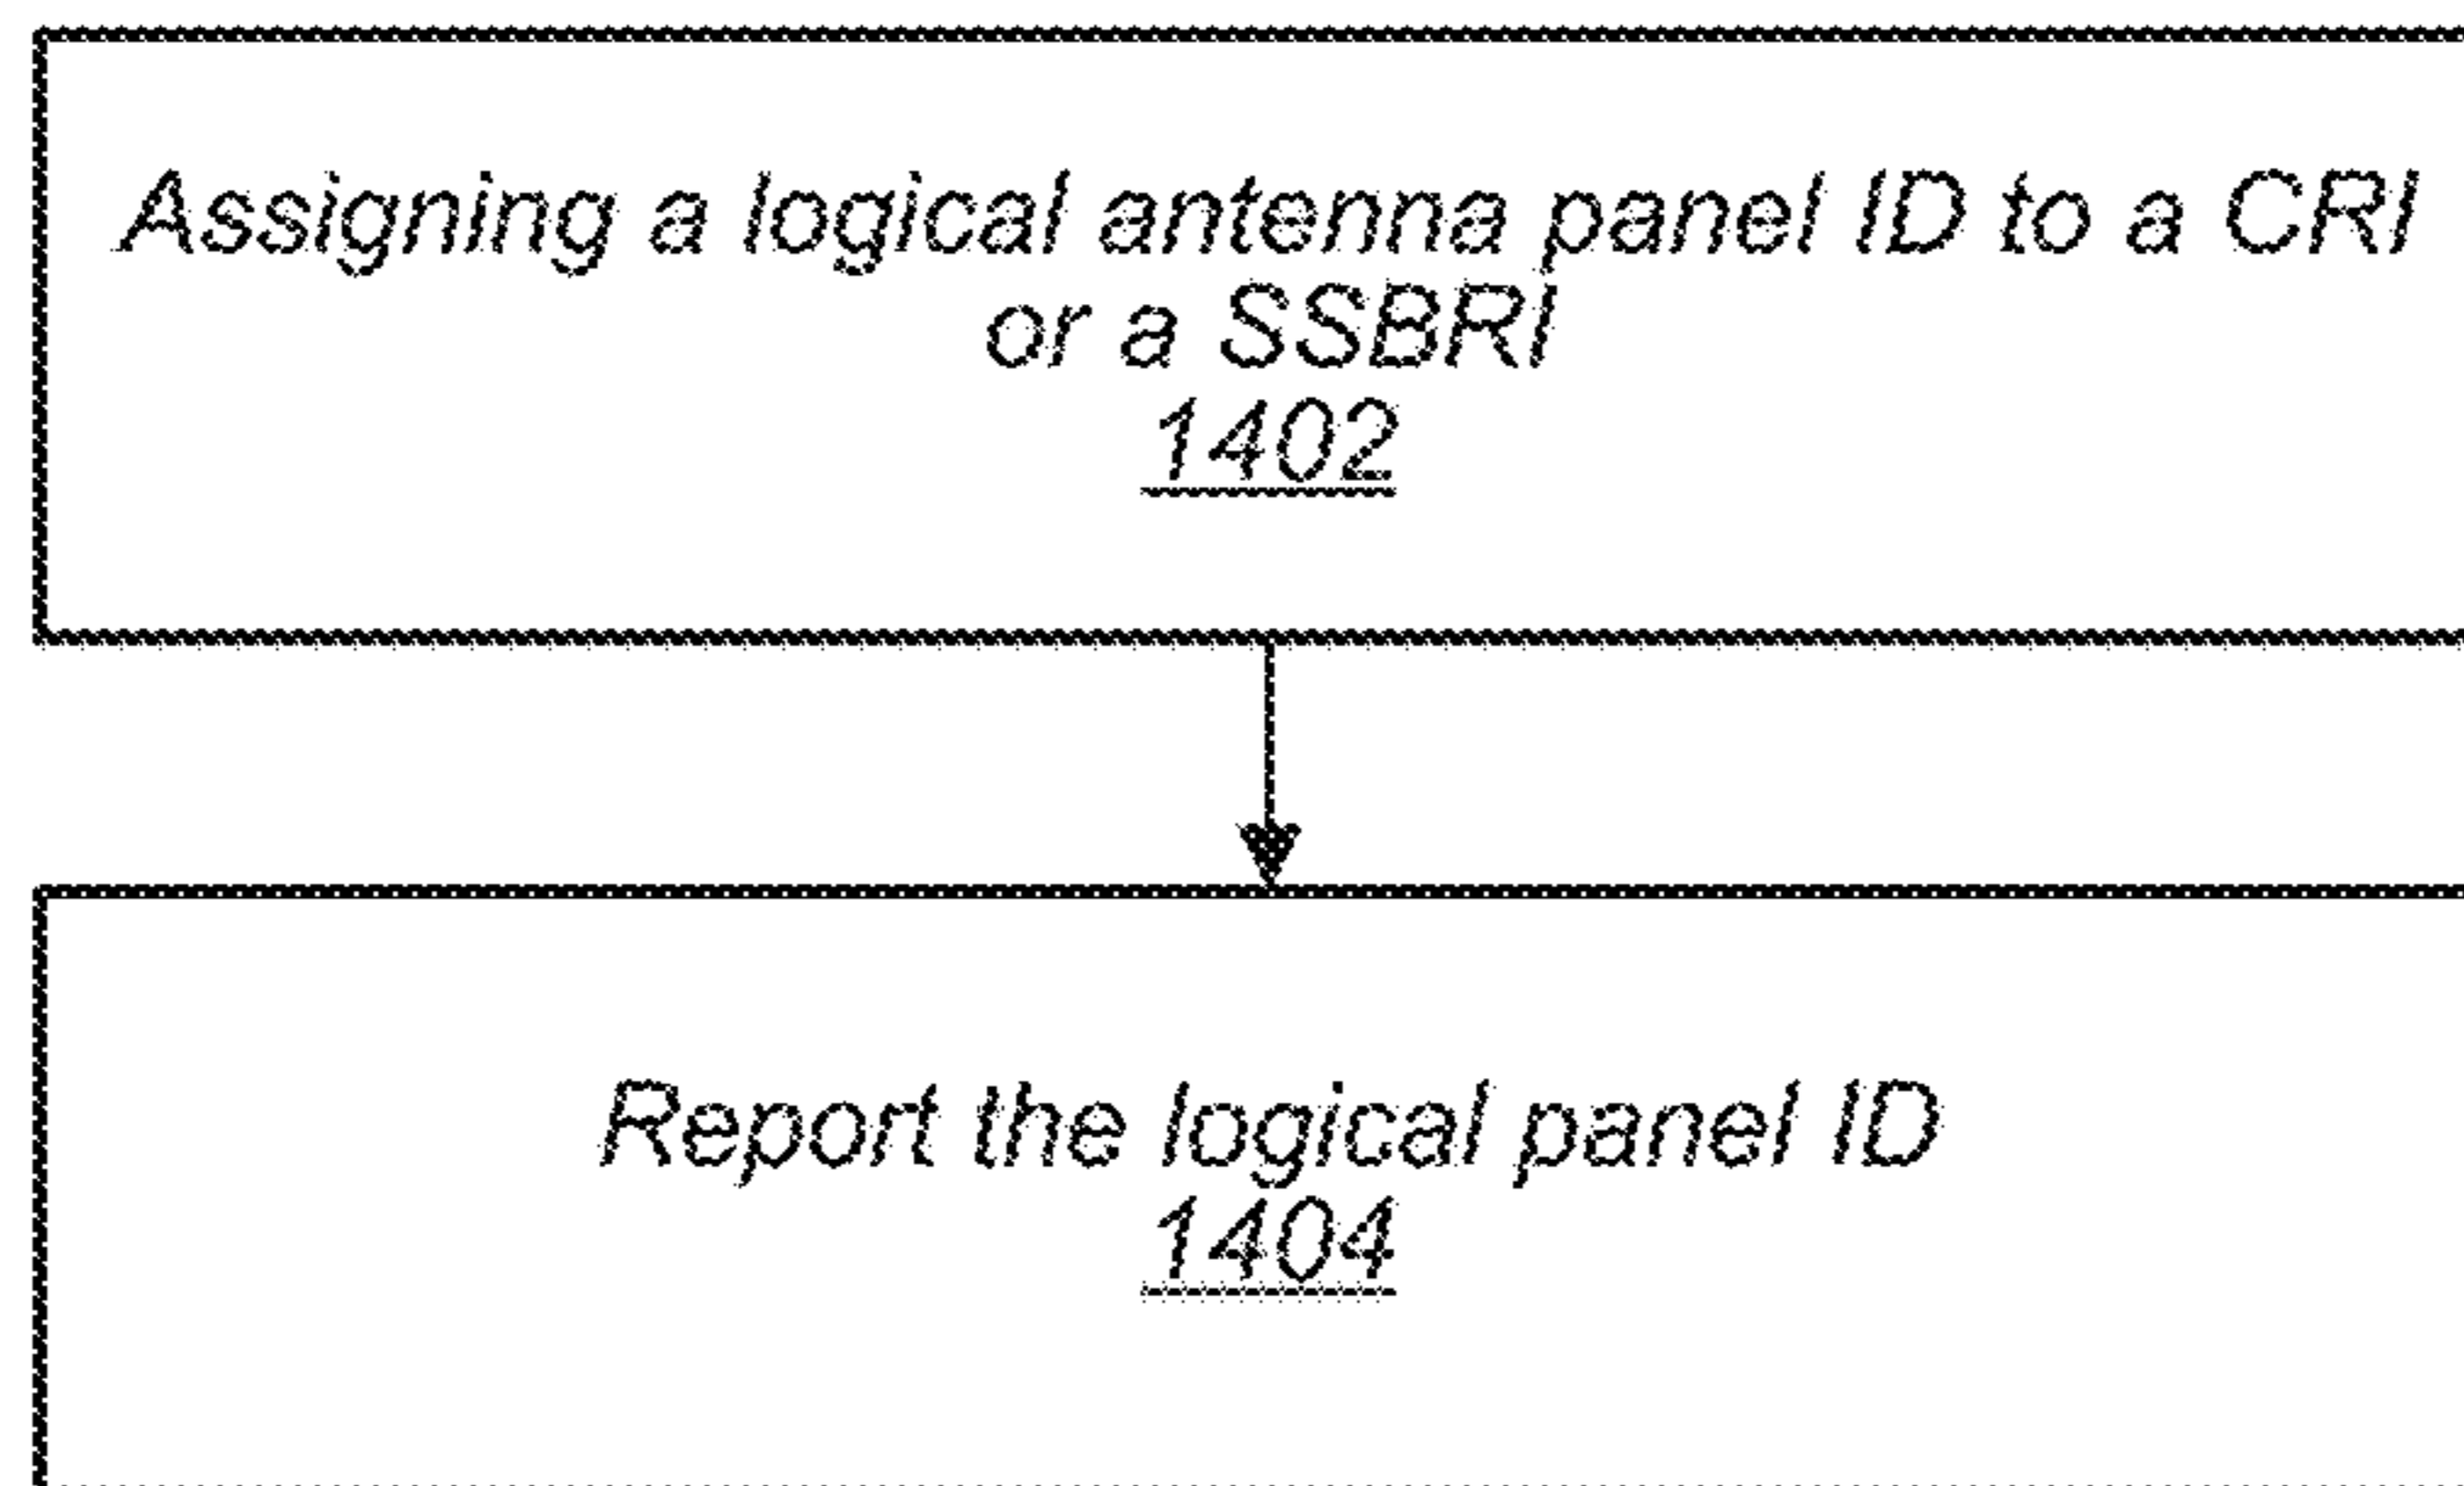 Assigning a logical antenna panel ID to a CRI
or a SSBRI
1402
Report the logical panel ID
1404